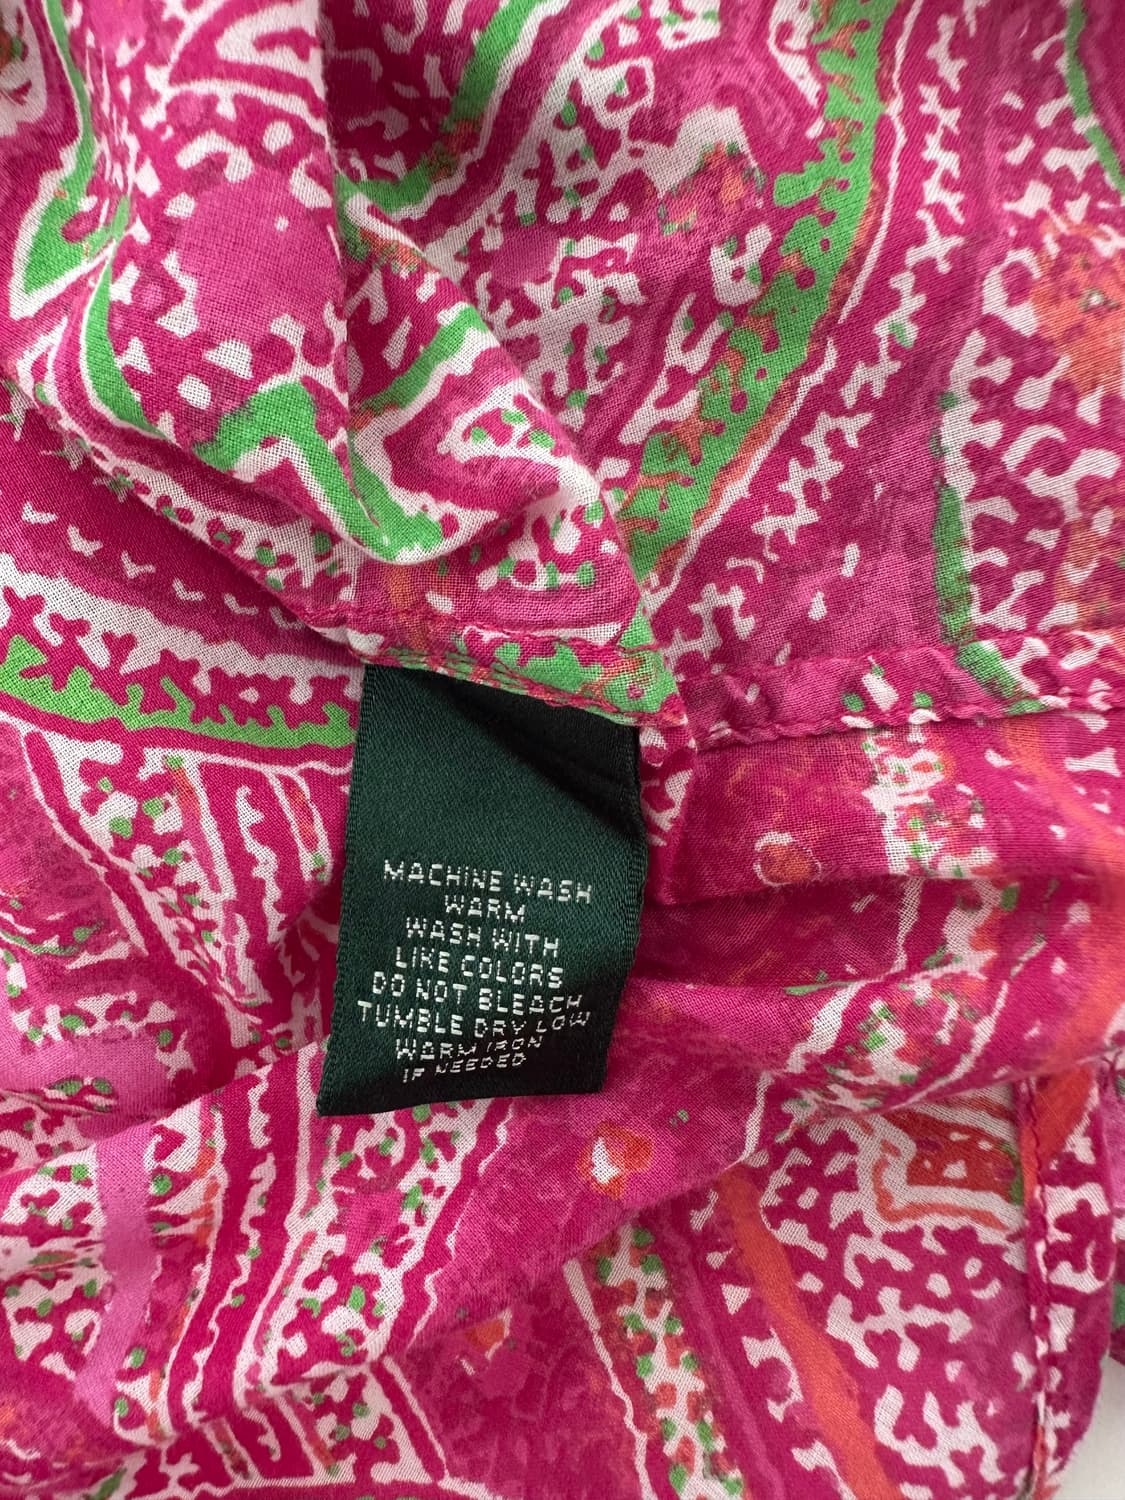 MACHINE WASH
WARM
WASH WITH
LIKE COLORS
DO NOT BLEACH
TUMBLE DRY LOW
WARM IRON
IF NEEDED